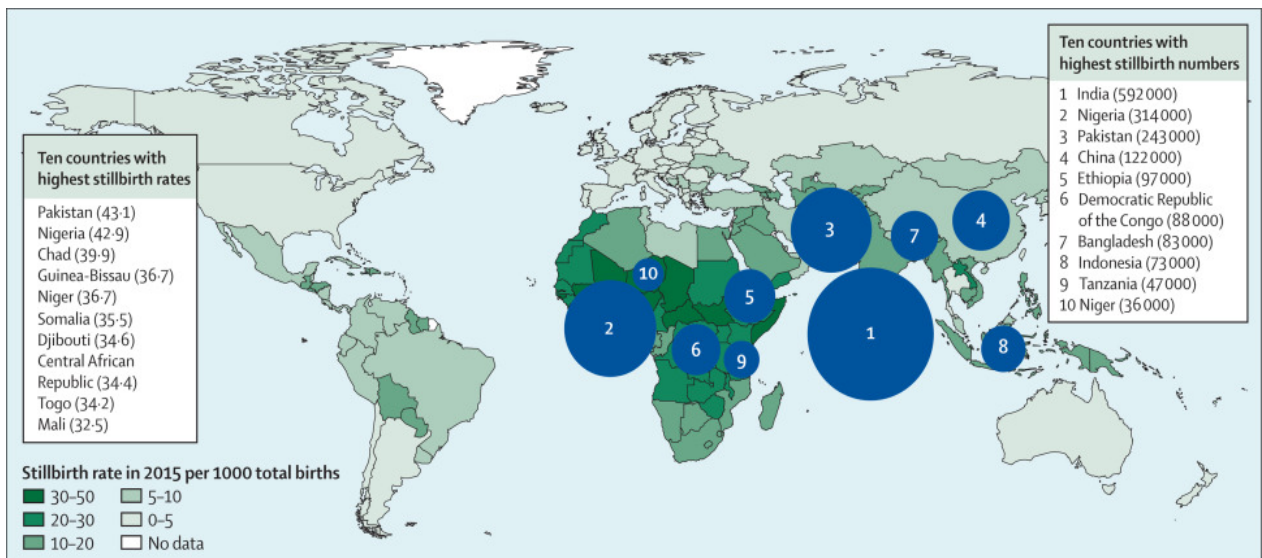 Ten countries with
highest stillbirth rates
Pakistan (43·1)
Nigeria (42·9)
Chad (39·9)
Guinea-Bissau (36·7)
Niger (36·7)
Somalia (35·5)
Djibouti (34·6)
Central African
Republic (34·4)
Togo (34·2)
Mali (32·5)
Stillbirth rate in 2015 per 1000 total births
30–50
20–30
10–20
5–10
0–5
No data
10
2
6
5
9
3
1
7
4
8
Ten countries with
highest stillbirth numbers
1 India (592 000)
2 Nigeria (314 000)
3 Pakistan (243 000)
4 China (122 000)
5 Ethiopia (97 000)
6 Democratic Republic
of the Congo (88 000)
7 Bangladesh (83 000)
8 Indonesia (73 000)
9 Tanzania (47 000)
10 Niger (36 000)